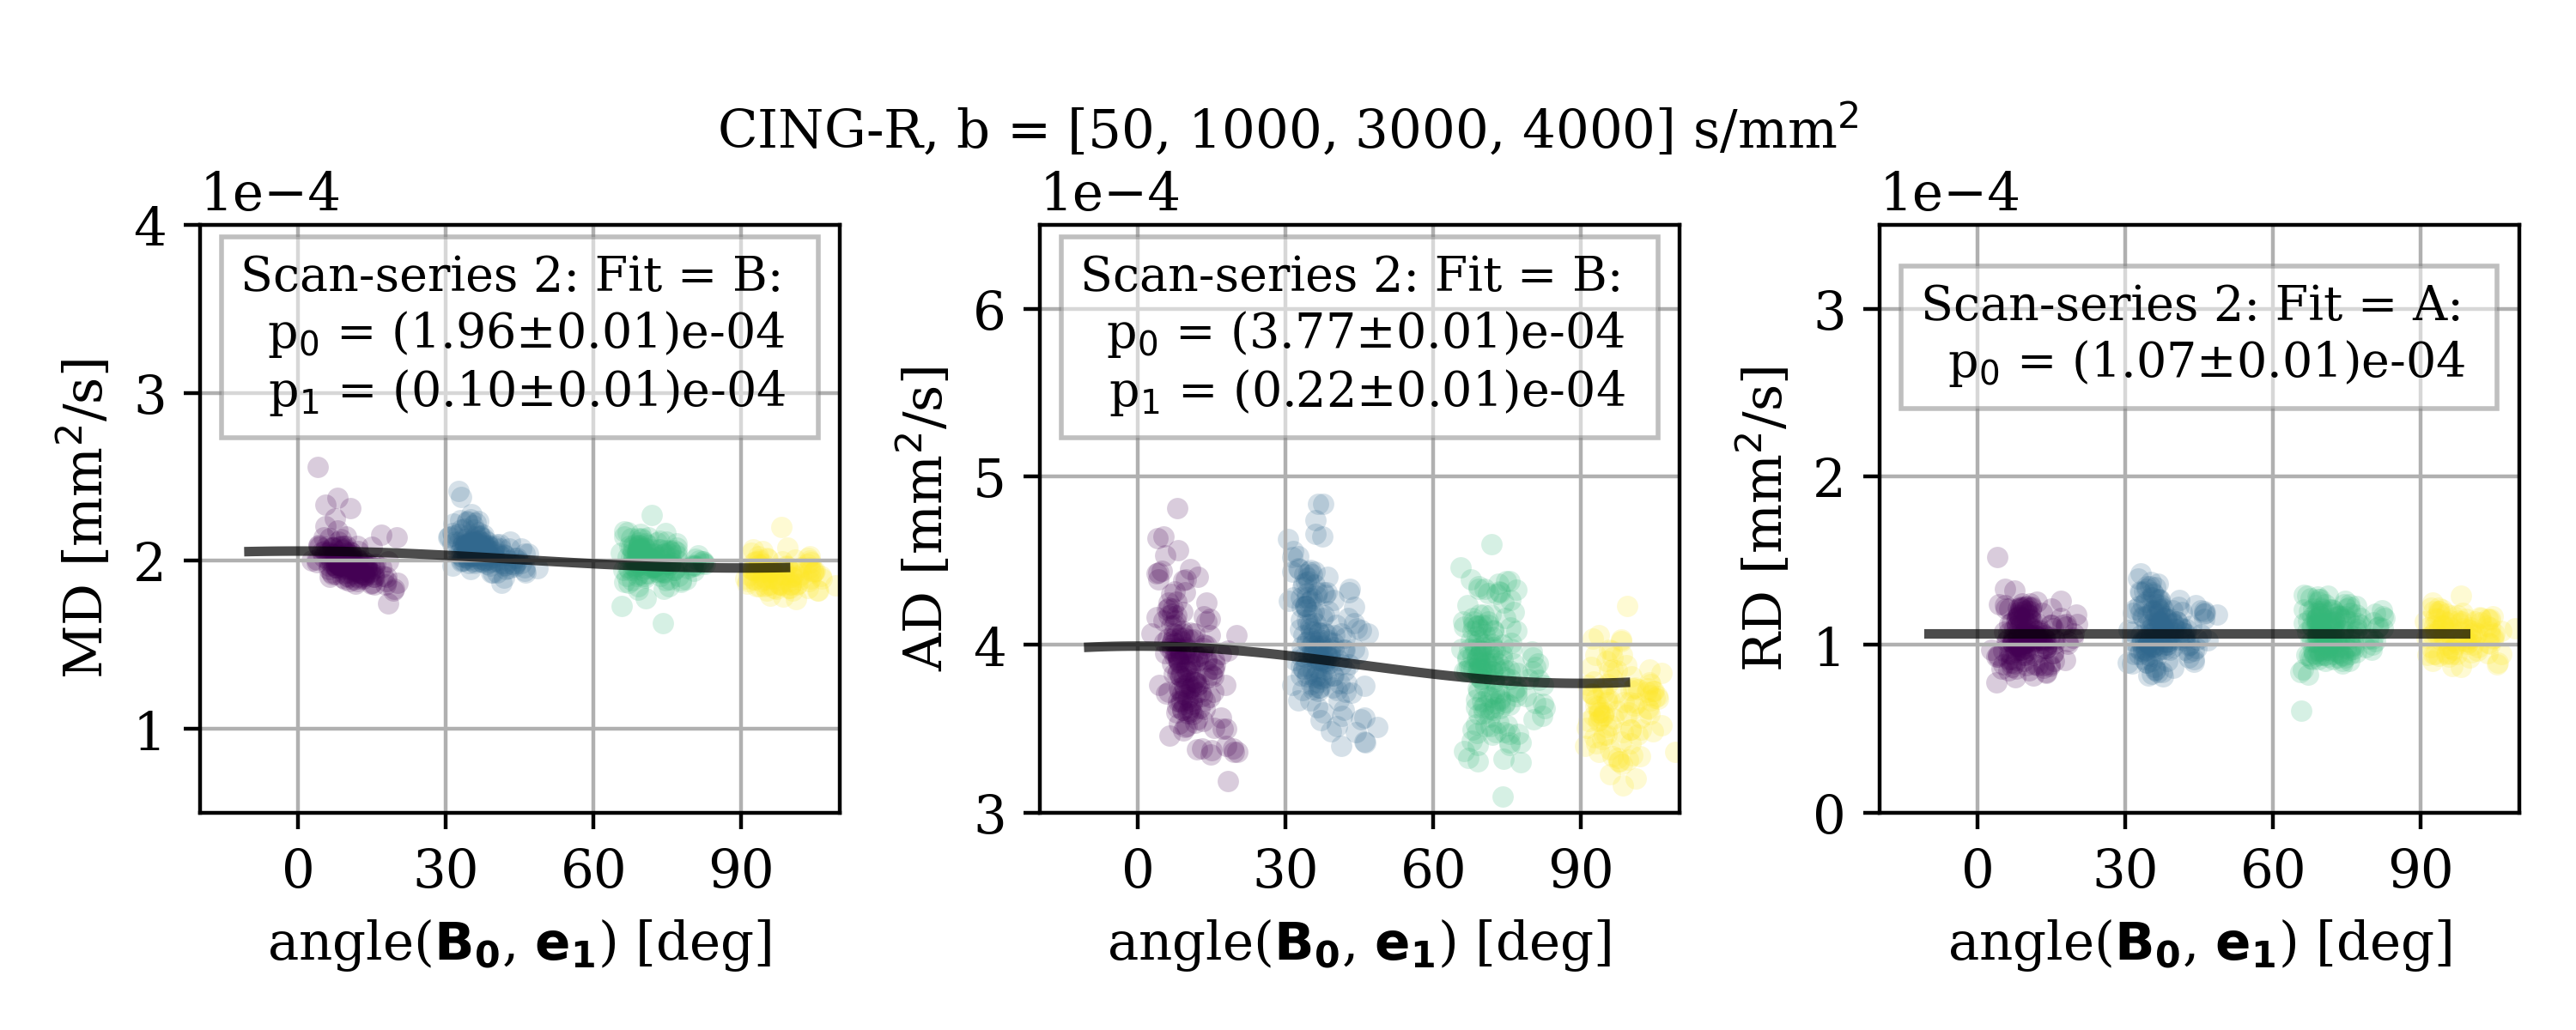 CING-R, b = [50, 1000, 3000, 4000] s/mm²
1e−4
4
3
2
1
MD [mm²/s]
Scan-series 2: Fit = B:
p₀ = (1.96±0.01)e-04
p₁ = (0.10±0.01)e-04
0 30 60 90
angle(B₀, e₁) [deg]
1e−4
6
5
4
3
AD [mm²/s]
Scan-series 2: Fit = B:
p₀ = (3.77±0.01)e-04
p₁ = (0.22±0.01)e-04
0 30 60 90
angle(B₀, e₁) [deg]
1e−4
3
2
1
0
RD [mm²/s]
Scan-series 2: Fit = A:
p₀ = (1.07±0.01)e-04
0 30 60 90
angle(B₀, e₁) [deg]